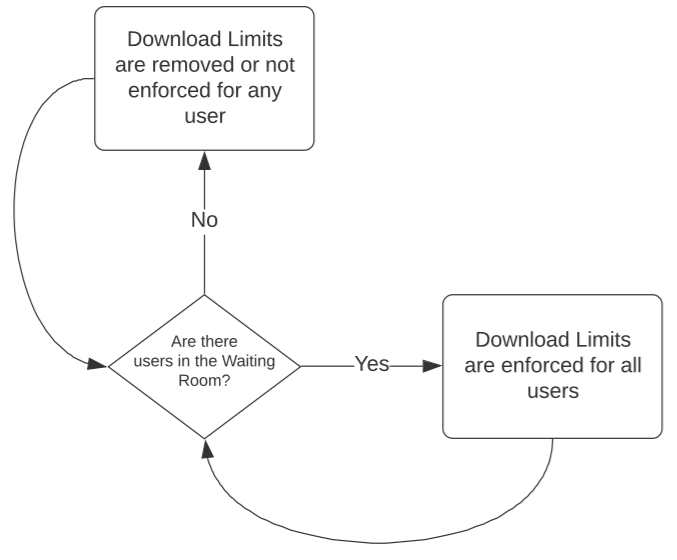 Download Limits
are removed or not
enforced for any
user
No
Are there
users in the Waiting
Room?
Yes
Download Limits
are enforced for all
users